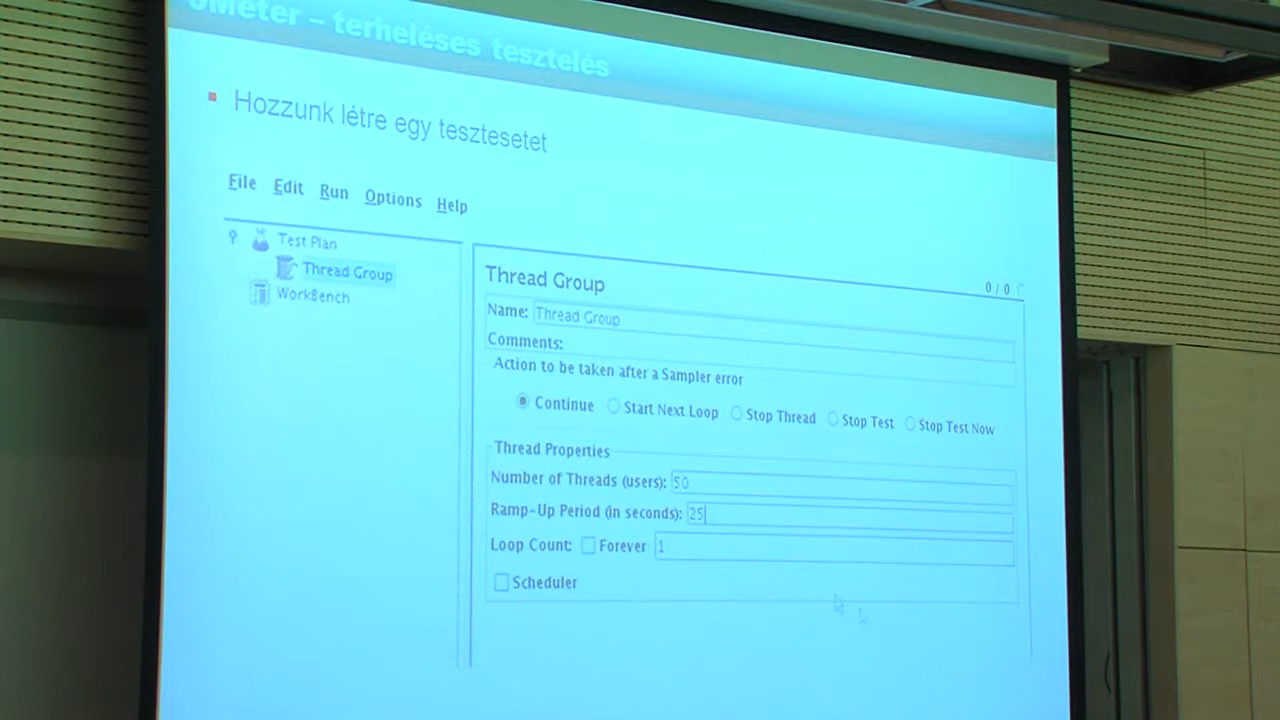 JMeter – terheléses tesztelés
Hozzunk létre egy tesztesetet
File Edit Run Options Help
Test Plan
Thread Group
WorkBench
Thread Group
0 / 0
Name: Thread Group
Comments:
Action to be taken after a Sampler error
Continue Start Next Loop Stop Thread Stop Test Stop Test Now
Thread Properties
Number of Threads (users): 50
Ramp-Up Period (in seconds): 25
Loop Count: Forever 1
Scheduler